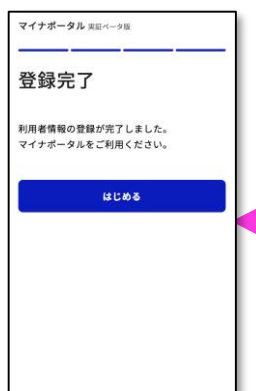 マイナポータル 実証ベータ版
登録完了
利用者情報の登録が完了しました。
マイナポータルをご利用ください。
はじめる